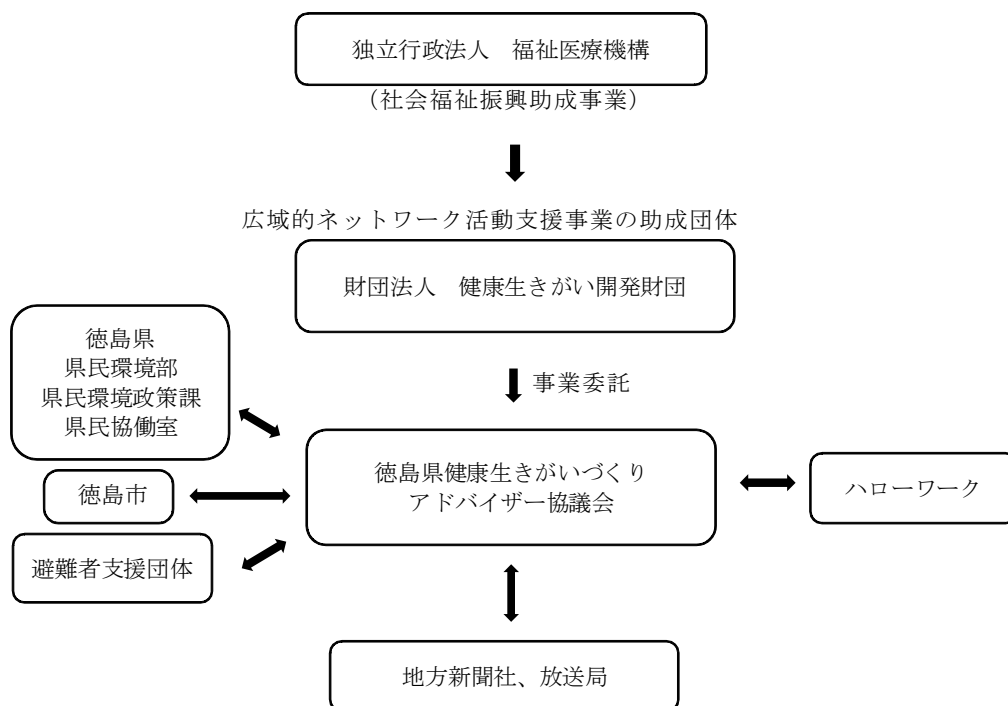 独立行政法人　福祉医療機構
（社会福祉振興助成事業）
広域的ネットワーク活動支援事業の助成団体
財団法人　健康生きがい開発財団
事業委託
徳島県
県民環境部
県民環境政策課
県民協働室
徳島市
避難者支援団体
徳島県健康生きがいづくり
アドバイザー協議会
ハローワーク
地方新聞社、放送局